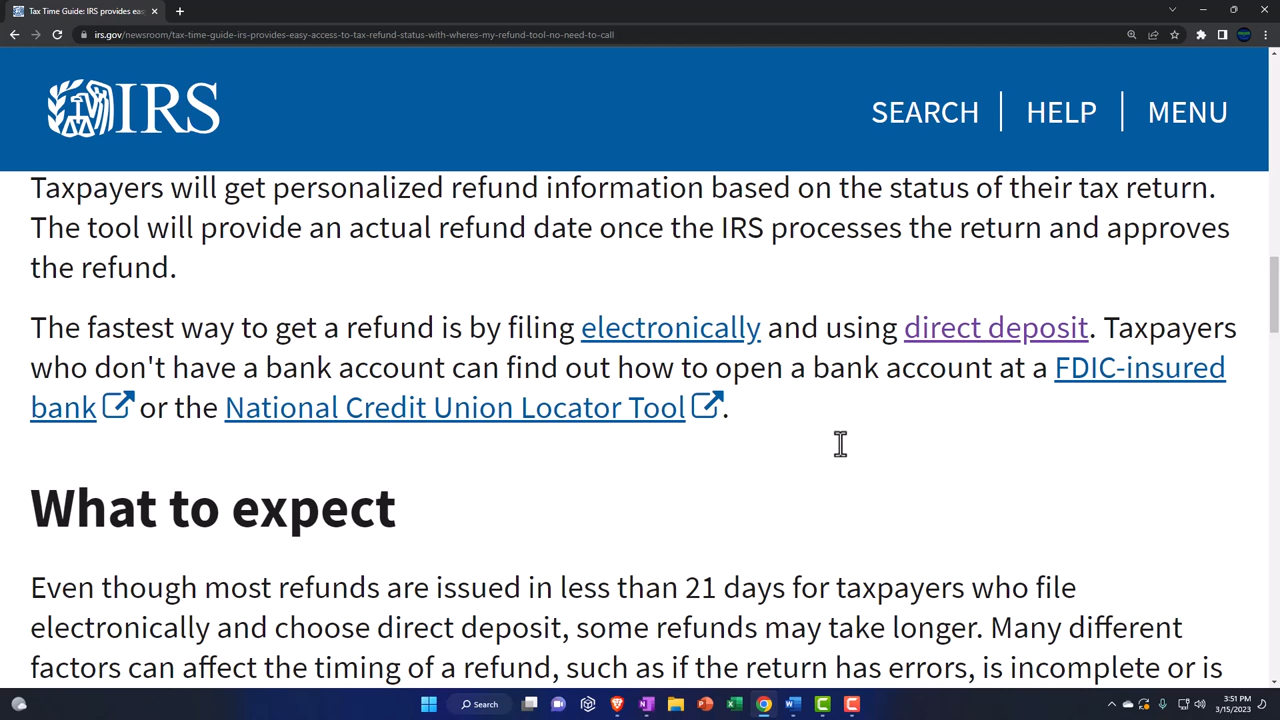 Tax Time Guide: IRS provides eas
irs.gov/newsroom/tax-time-guide-irs-provides-easy-access-to-tax-refund-status-with-wheres-my-refund-tool-no-need-to-call
IRS
SEARCH HELP MENU
Taxpayers will get personalized refund information based on the status of their tax return.
The tool will provide an actual refund date once the IRS processes the return and approves
the refund.
The fastest way to get a refund is by filing electronically and using direct deposit. Taxpayers
who don't have a bank account can find out how to open a bank account at a FDIC-insured
bank or the National Credit Union Locator Tool.
What to expect
Even though most refunds are issued in less than 21 days for taxpayers who file
electronically and choose direct deposit, some refunds may take longer. Many different
factors can affect the timing of a refund, such as if the return has errors, is incomplete or is
Search
3:51 PM
3/15/2023